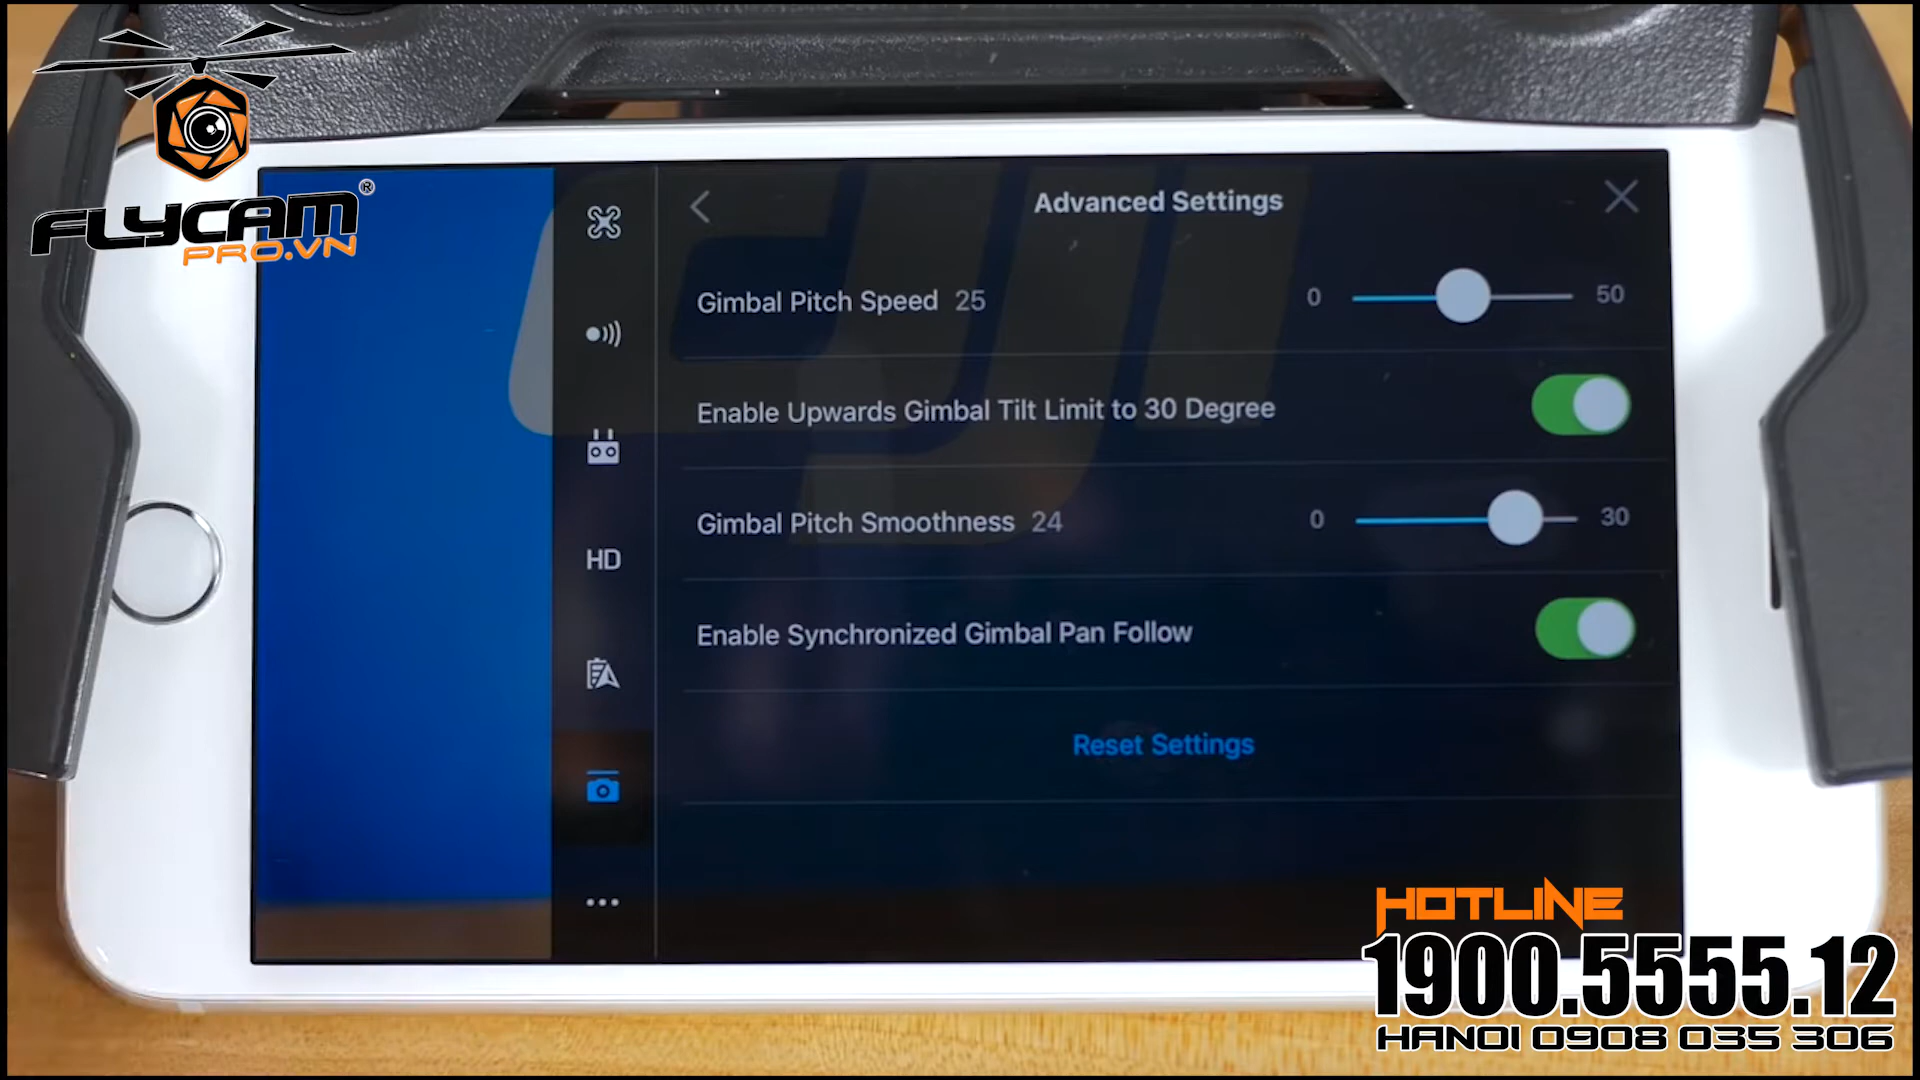 FLYCAM®
PRO.VN
Advanced Settings
Gimbal Pitch Speed 25 0 50
Enable Upwards Gimbal Tilt Limit to 30 Degree
Gimbal Pitch Smoothness 24 0 30
HD
Enable Synchronized Gimbal Pan Follow
Reset Settings
HOTLINE
1900.5555.12
HANOI 0908 035 306